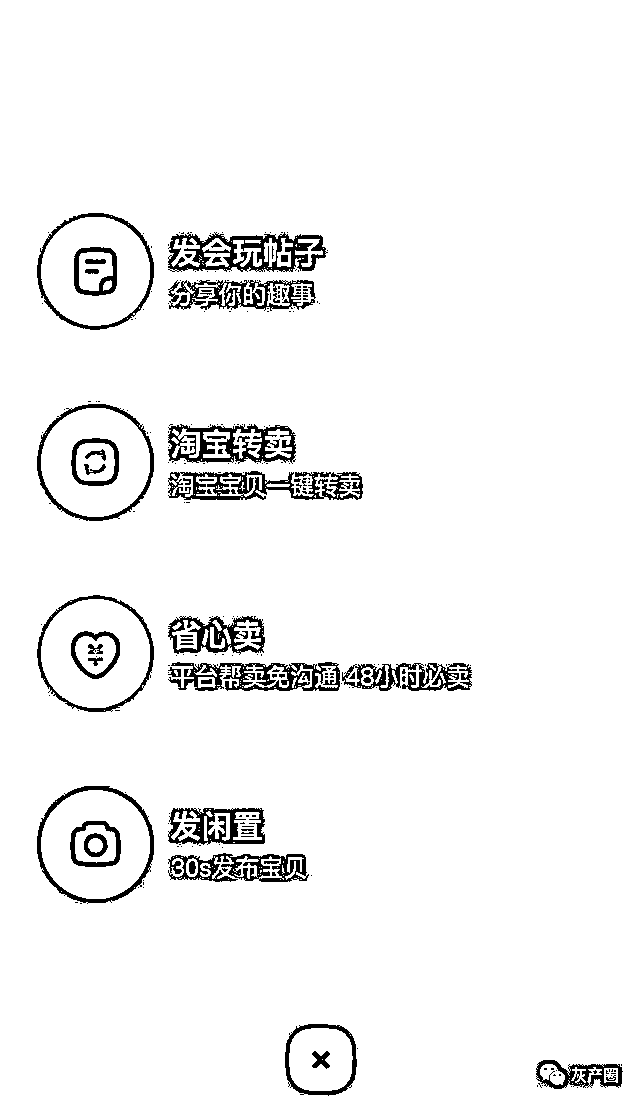 发会玩帖子
分享你的趣事
淘宝转卖
淘宝宝贝一键转卖
省心卖
平台帮卖免沟通 48小时必卖
发闲置
30s发布宝贝
灰产圈